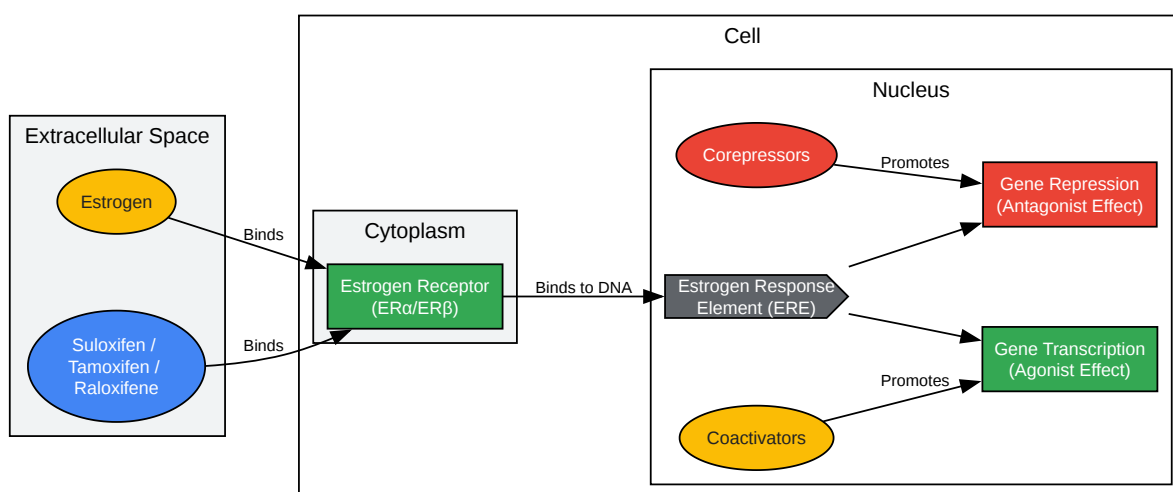 Cell
Nucleus
Extracellular Space
Corepressors
Promotes
Gene Repression
(Antagonist Effect)
Estrogen
Binds
Cytoplasm
Estrogen Receptor
(ERα/ERβ)
Binds to DNA
Estrogen Response
Element (ERE)
Suloxifen /
Tamoxifen /
Raloxifene
Binds
Gene Transcription
(Agonist Effect)
Promotes
Coactivators